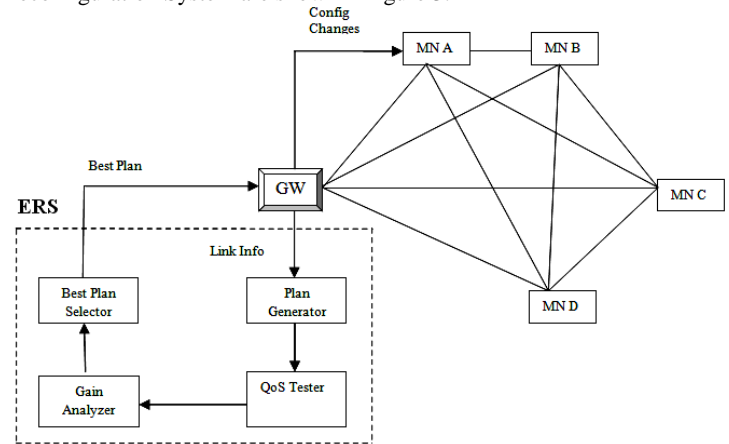 Config
Changes
MN A
MN B
Best Plan
GW
MN C
ERS
Link Info
Best Plan
Selector
Plan
Generator
MN D
Gain
Analyzer
QoS Tester